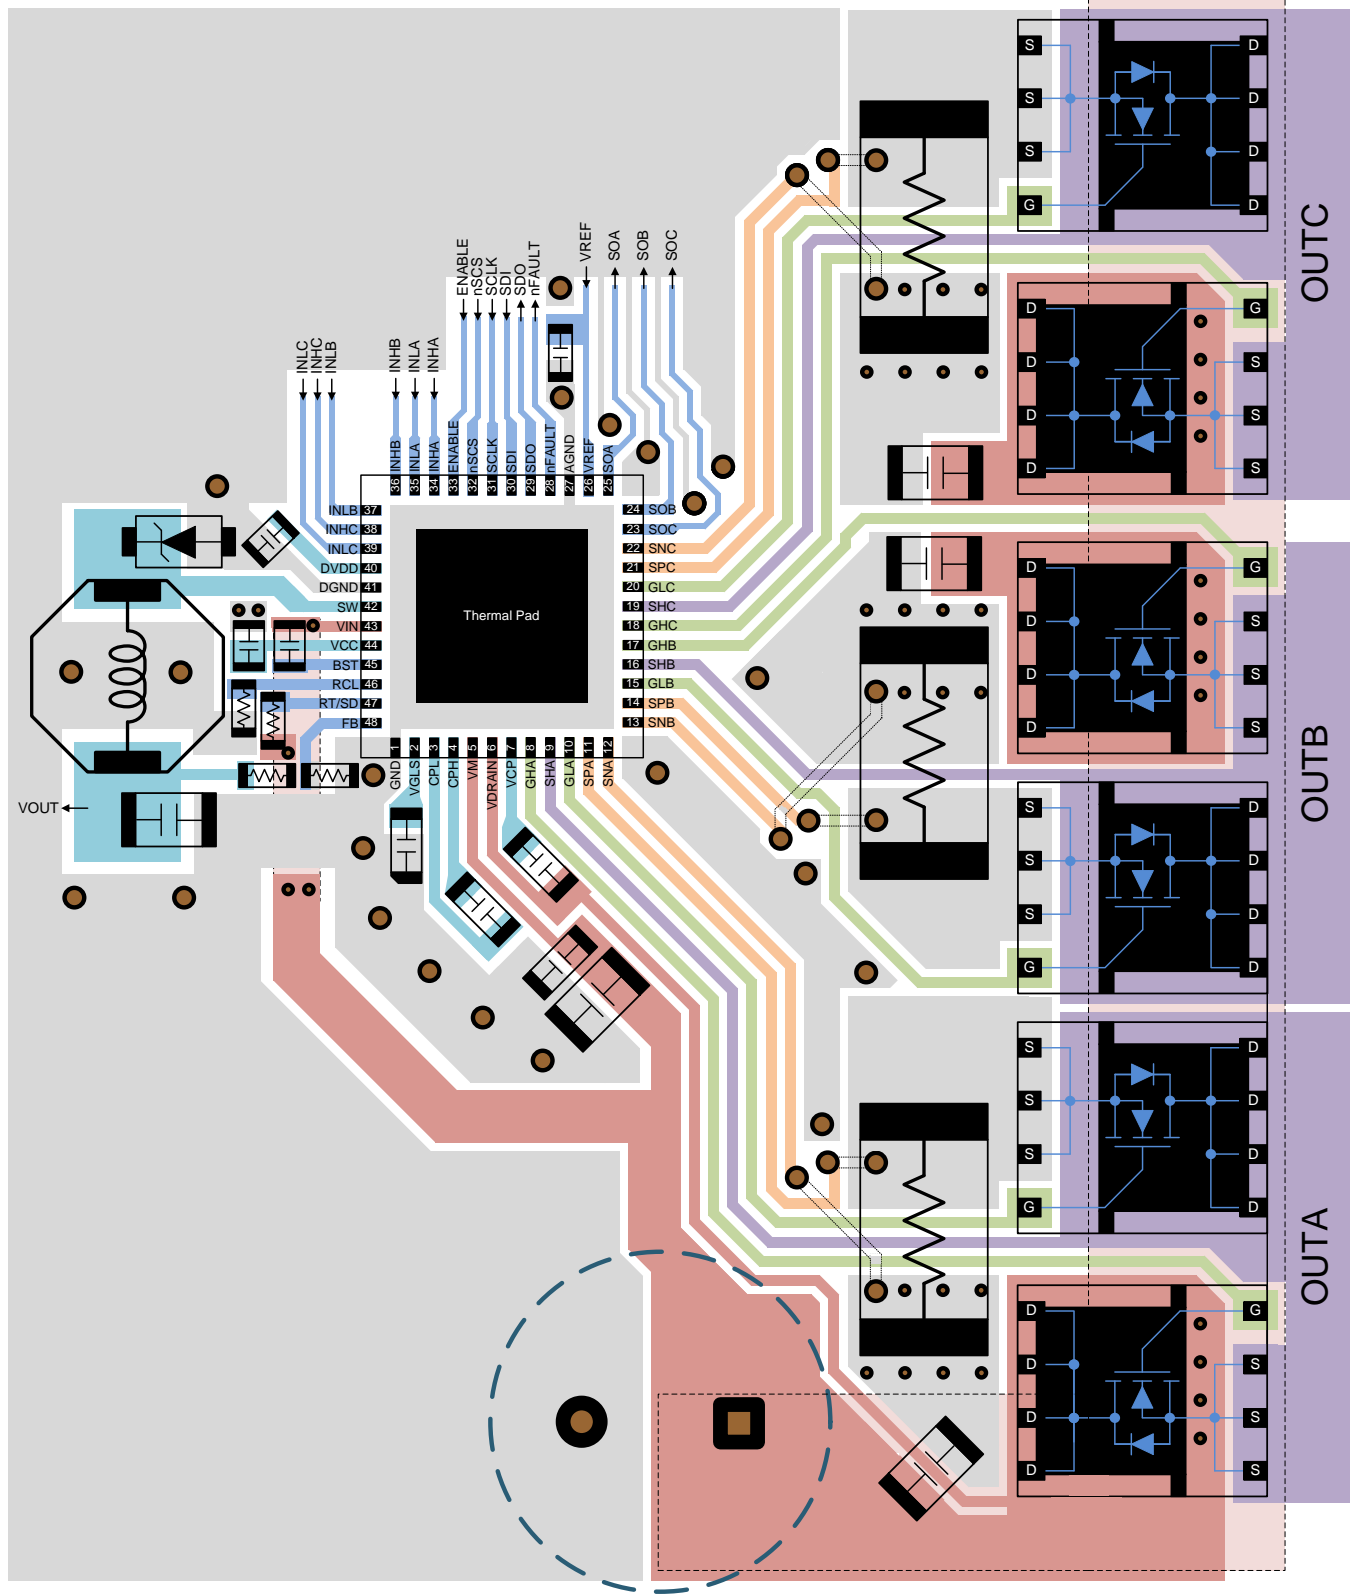 S
D
S
D
S
D
G
D
OUTC
D
G
D
S
D
S
D
S
ENABLE
nSCS
SCLK
SDI
SDO
nFAULT
VREF
SOA
SOB
SOC
INLC
INHC
INLB
INHB
INLA
INHA
INHB
INLA
INHA
ENABLE
nSCS
SCLK
SDI
SDO
nFAULT
AGND
VREF
SOA
36
35
34
33
32
31
30
29
28
27
26
25
INLB 37
INHC 38
INLC 39
DVDD 40
DGND 41
SW 42
VIN 43
VCC 44
BST 45
RCL 46
RT/SD 47
FB 48
Thermal Pad
24 SOB
23 SOC
22 SNC
21 SPC
20 GLC
19 SHC
18 GHC
17 GHB
16 SHB
15 GLB
14 SPB
13 SNB
1
2
3
4
5
6
7
8
9
10
11
12
GND
VGLS
CPL
CPH
VM
VDRAIN
VCP
GHA
SHA
GLA
SPA
SNA
VOUT
D
G
D
S
D
S
D
S
OUTB
S
D
S
D
S
D
G
D
S
D
S
D
S
D
G
D
OUTA
D
G
D
S
D
S
D
S